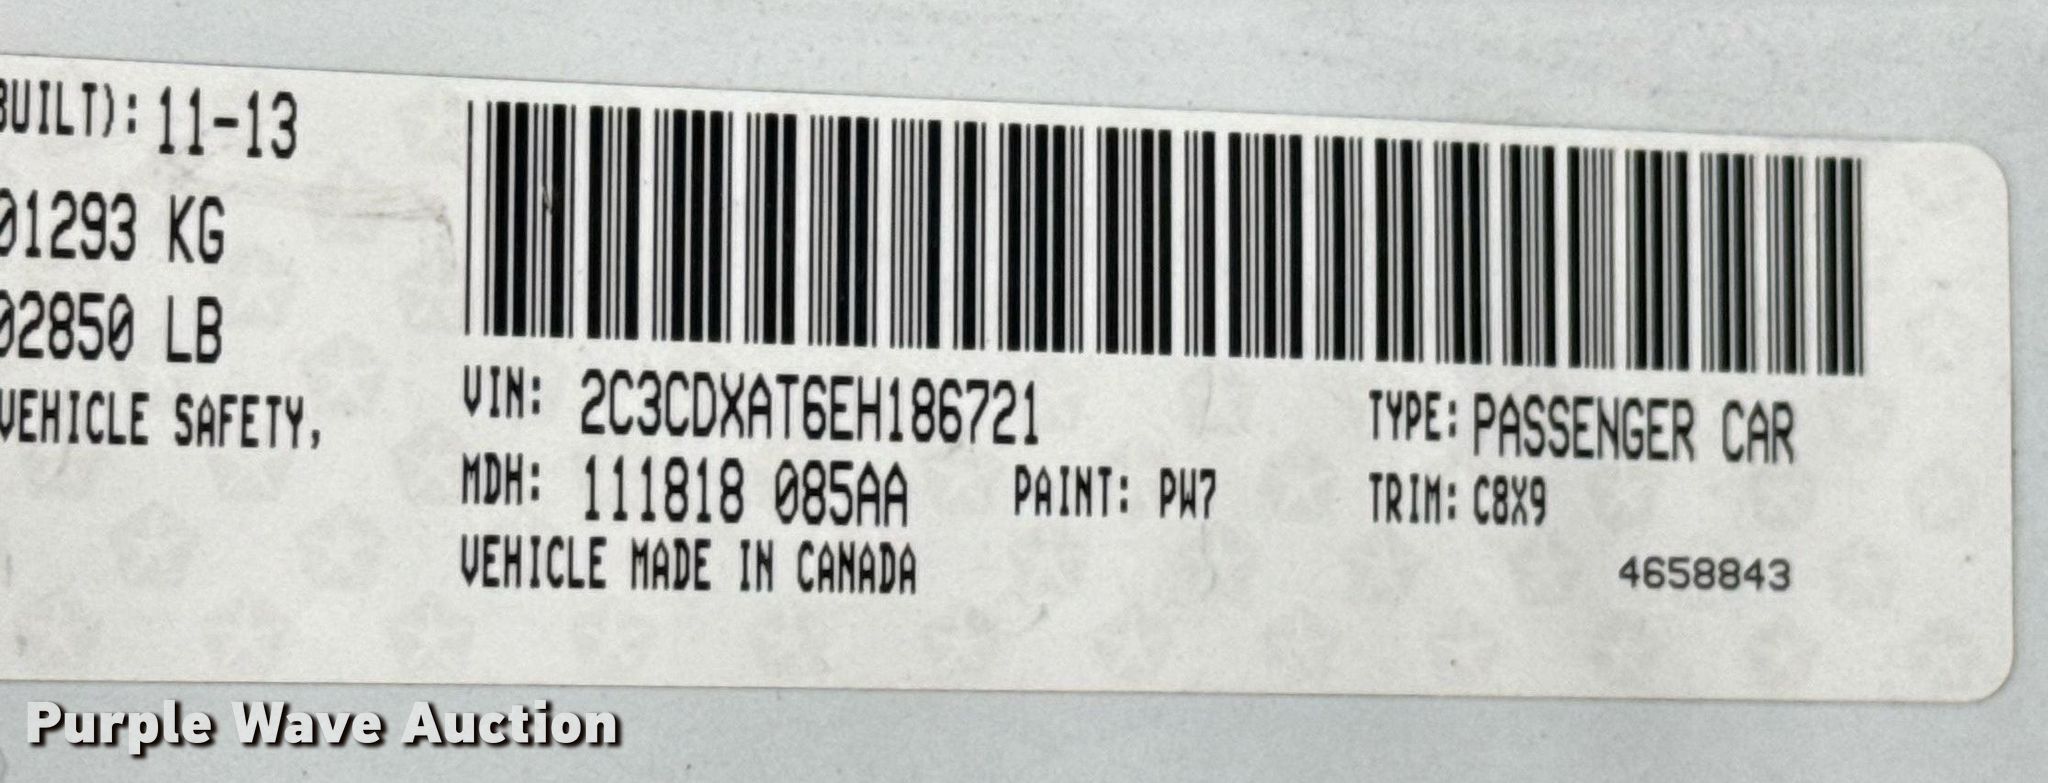 BUILT): 11-13
01293 KG
02850 LB
VEHICLE SAFETY,
VIN: 2C3CDXAT6EH186721
TYPE: PASSENGER CAR
MDH: 111818 085AA PAINT: PW7 TRIM: C8X9
VEHICLE MADE IN CANADA
4658843
Purple Wave Auction